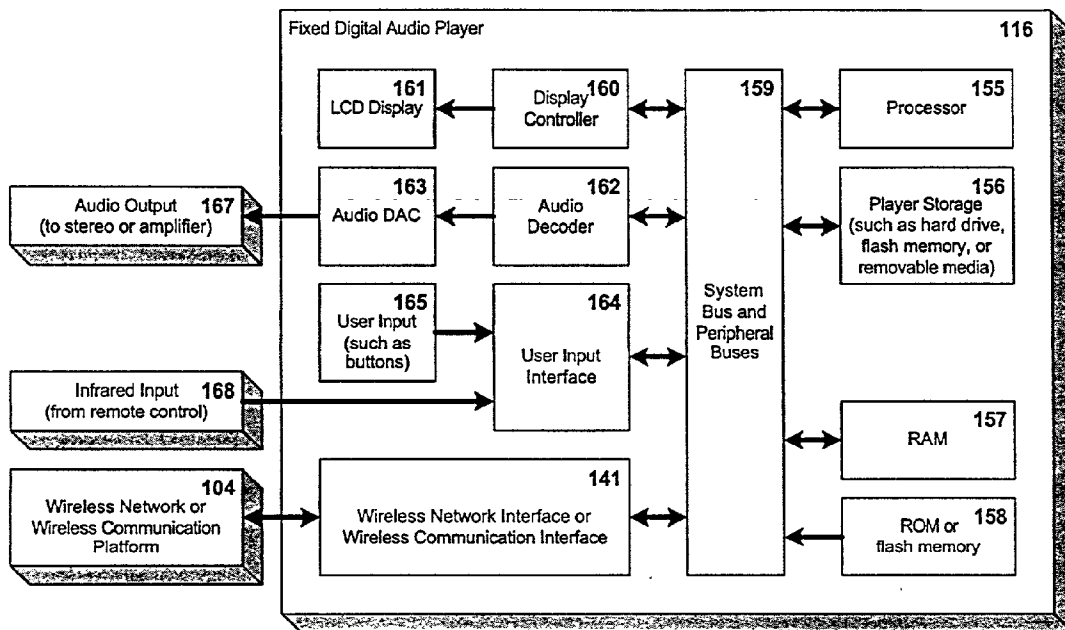 Fixed Digital Audio Player 116
161
LCD Display
160
Display
Controller
159
System
Bus and
Peripheral
Buses
155
Processor
Audio Output 167
(to stereo or amplifier)
163
Audio DAC
162
Audio
Decoder
156
Player Storage
(such as hard drive,
flash memory, or
removable media)
165
User Input
(such as
buttons)
164
User Input
Interface
Infrared Input 168
(from remote control)
157
RAM
104
Wireless Network or
Wireless Communication
Platform
141
Wireless Network Interface or
Wireless Communication Interface
ROM or 158
flash memory